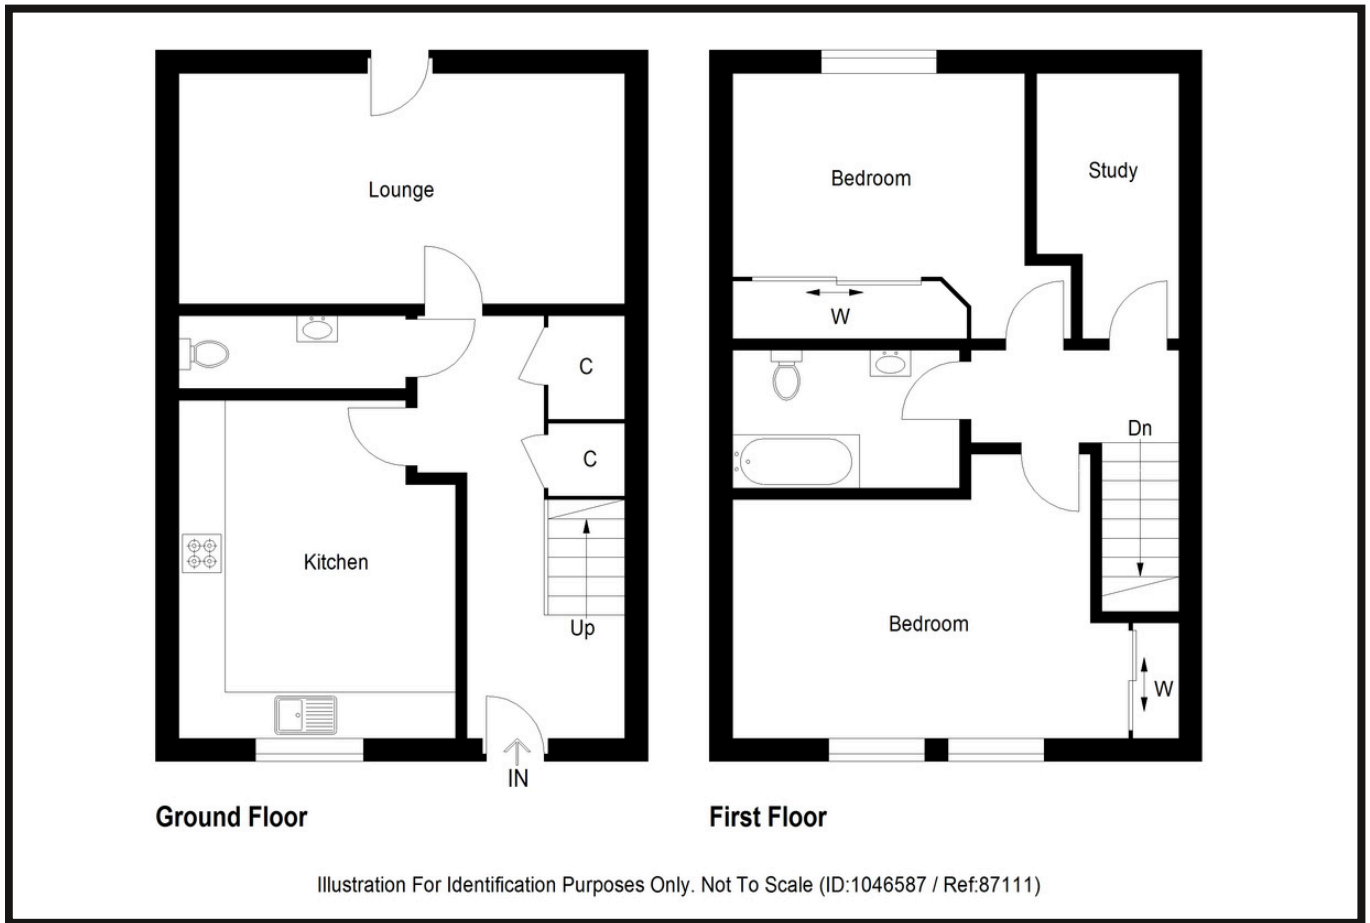 Lounge
C
C
Kitchen
Up
IN
Ground Floor
Bedroom
Study
W
Dn
Bedroom
W
First Floor
Illustration For Identification Purposes Only. Not To Scale (ID:1046587 / Ref:87111)